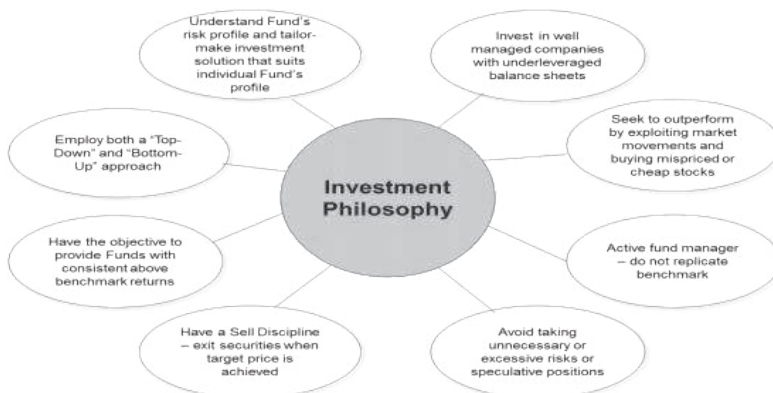 Understand Fund's
risk profile and tailor-
make investment
solution that suits
individual Fund's
profile
Invest in well
managed companies
with underleveraged
balance sheets
Employ both a "Top-
Down" and "Bottom-
Up" approach
Seek to outperform
by exploiting market
movements and
buying mispriced or
cheap stocks
Investment
Philosophy
Have the objective to
provide Funds with
consistent above
benchmark returns
Active fund manager
– do not replicate
benchmark
Have a Sell Discipline
– exit securities when
target price is
achieved
Avoid taking
unnecessary or
excessive risks or
speculative positions